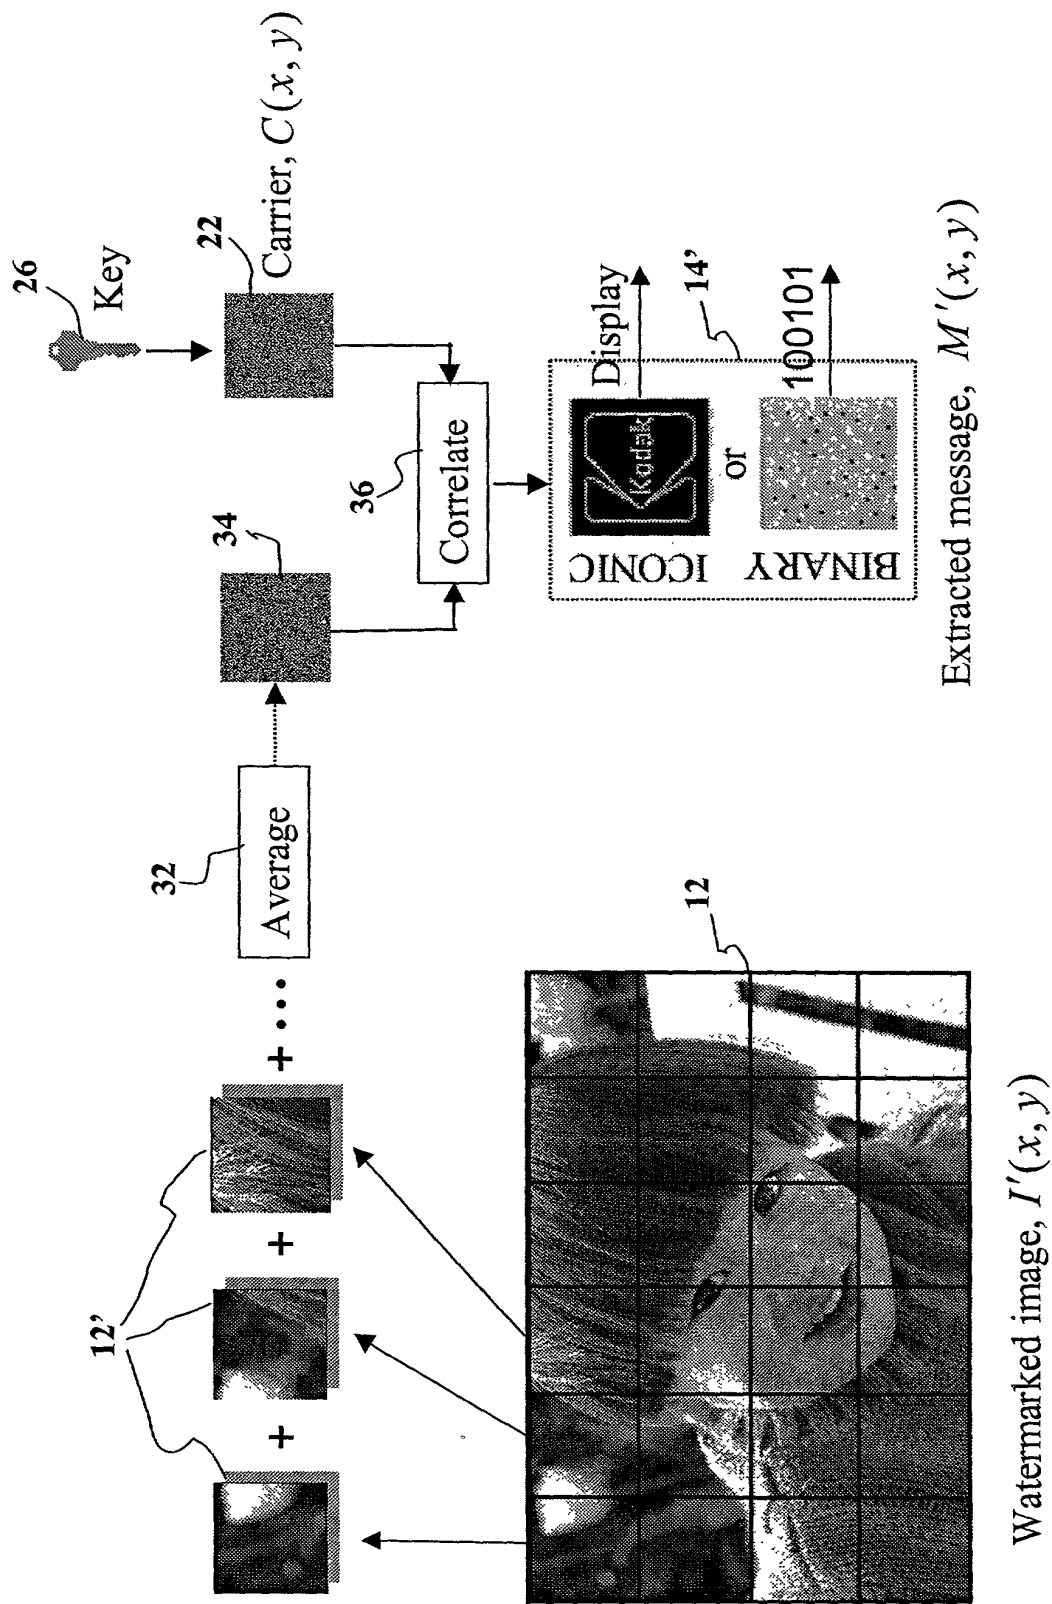 12'
+
+
+ ....
32
Average
34
26
Key
22
Carrier, C(x, y)
36
Correlate
ICONIC
Kodak
Display
or
BINARY
100101
14'
Extracted message, M'(x, y)
12
Watermarked image, I'(x, y)